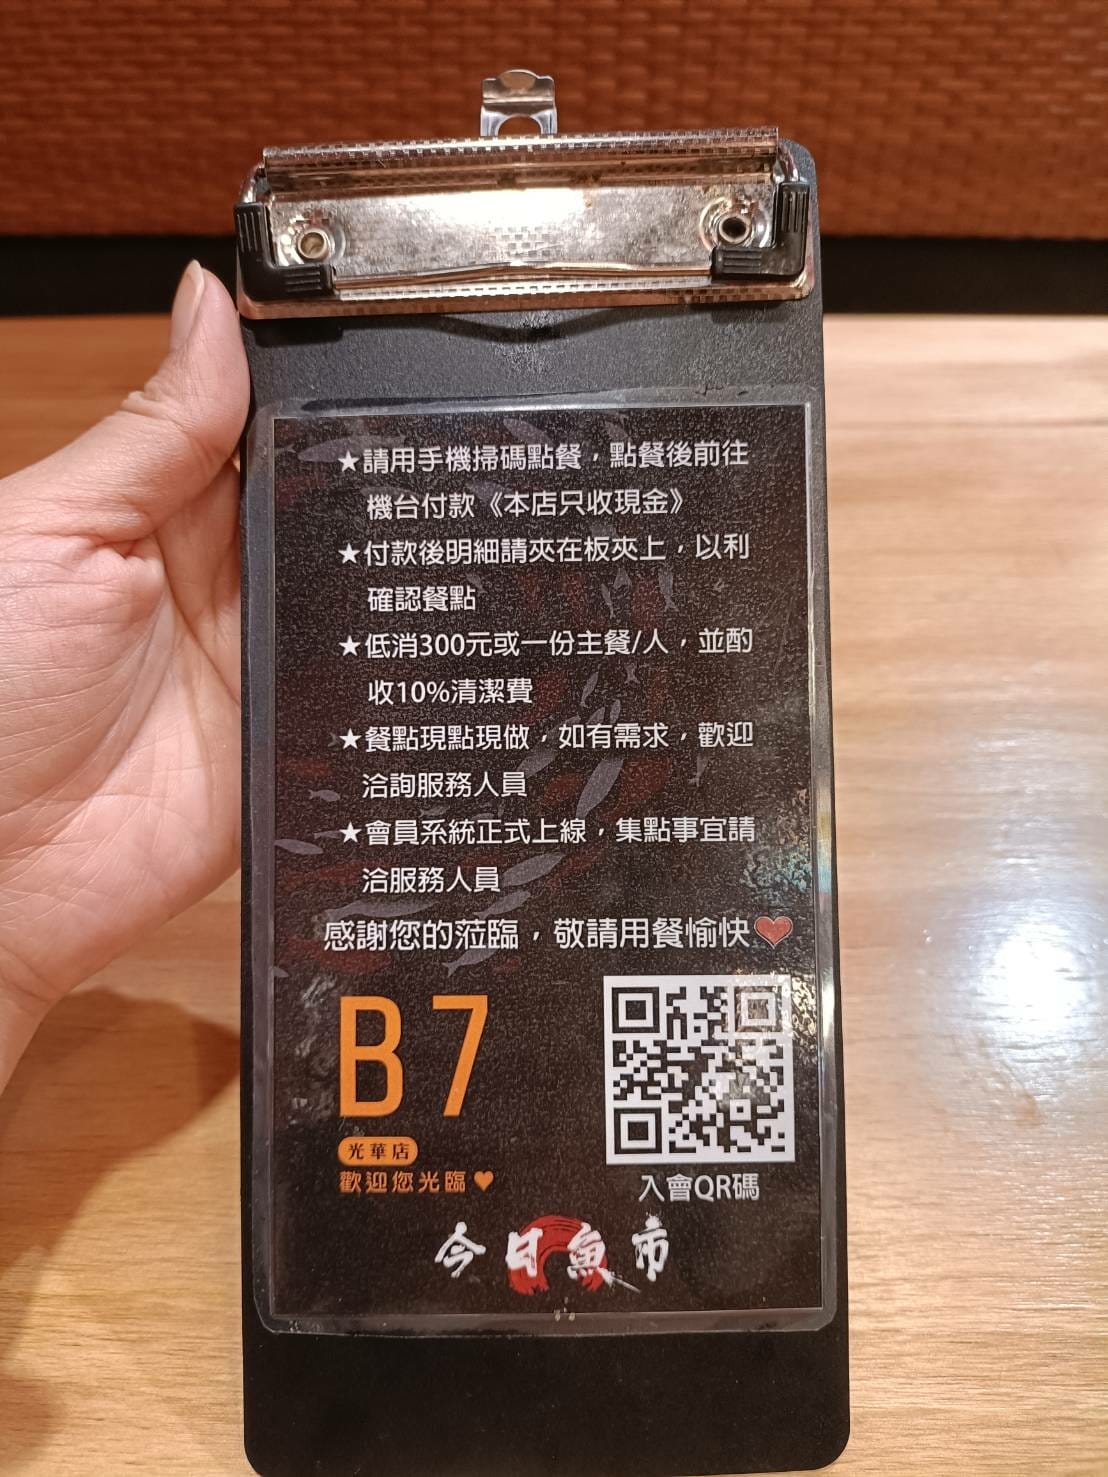 ★請用手機掃碼點餐，點餐後前往
機台付款《本店只收現金》
★付款後明細請夾在板夾上，以利
確認餐點
★低消300元或一份主餐/人，並酌
收10%清潔費
★餐點現點現做，如有需求，歡迎
洽詢服務人員
★會員系統正式上線，集點事宜請
洽服務人員
感謝您的蒞臨，敬請用餐愉快❤
B7
光華店
歡迎您光臨♥
入會QR碼
今日魚市